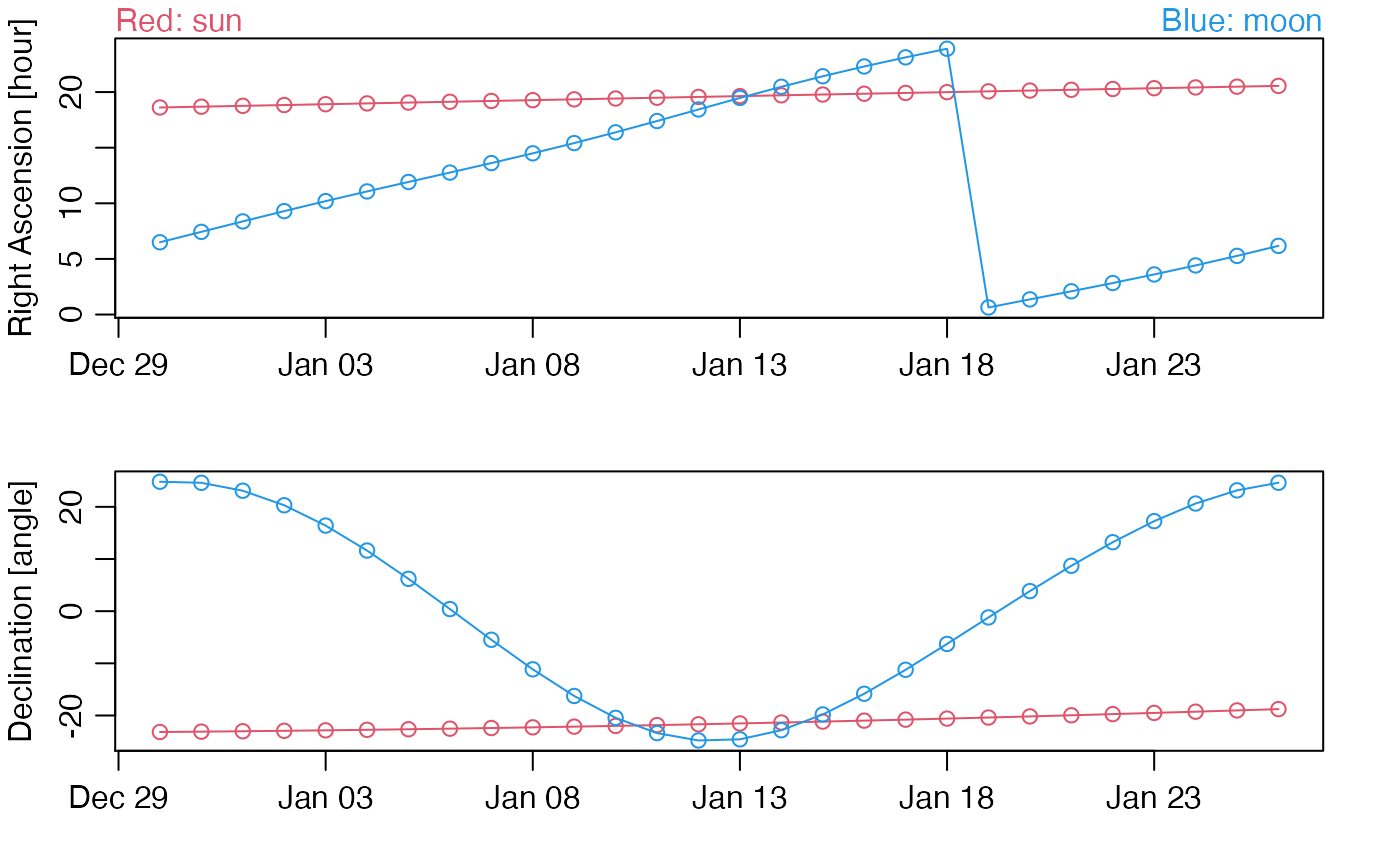 Red: sun
Blue: moon
Right Ascension [hour]
20
10
5
0
Dec 29 Jan 03 Jan 08 Jan 13 Jan 18 Jan 23
Declination [angle]
20
0
-20
Dec 29 Jan 03 Jan 08 Jan 13 Jan 18 Jan 23